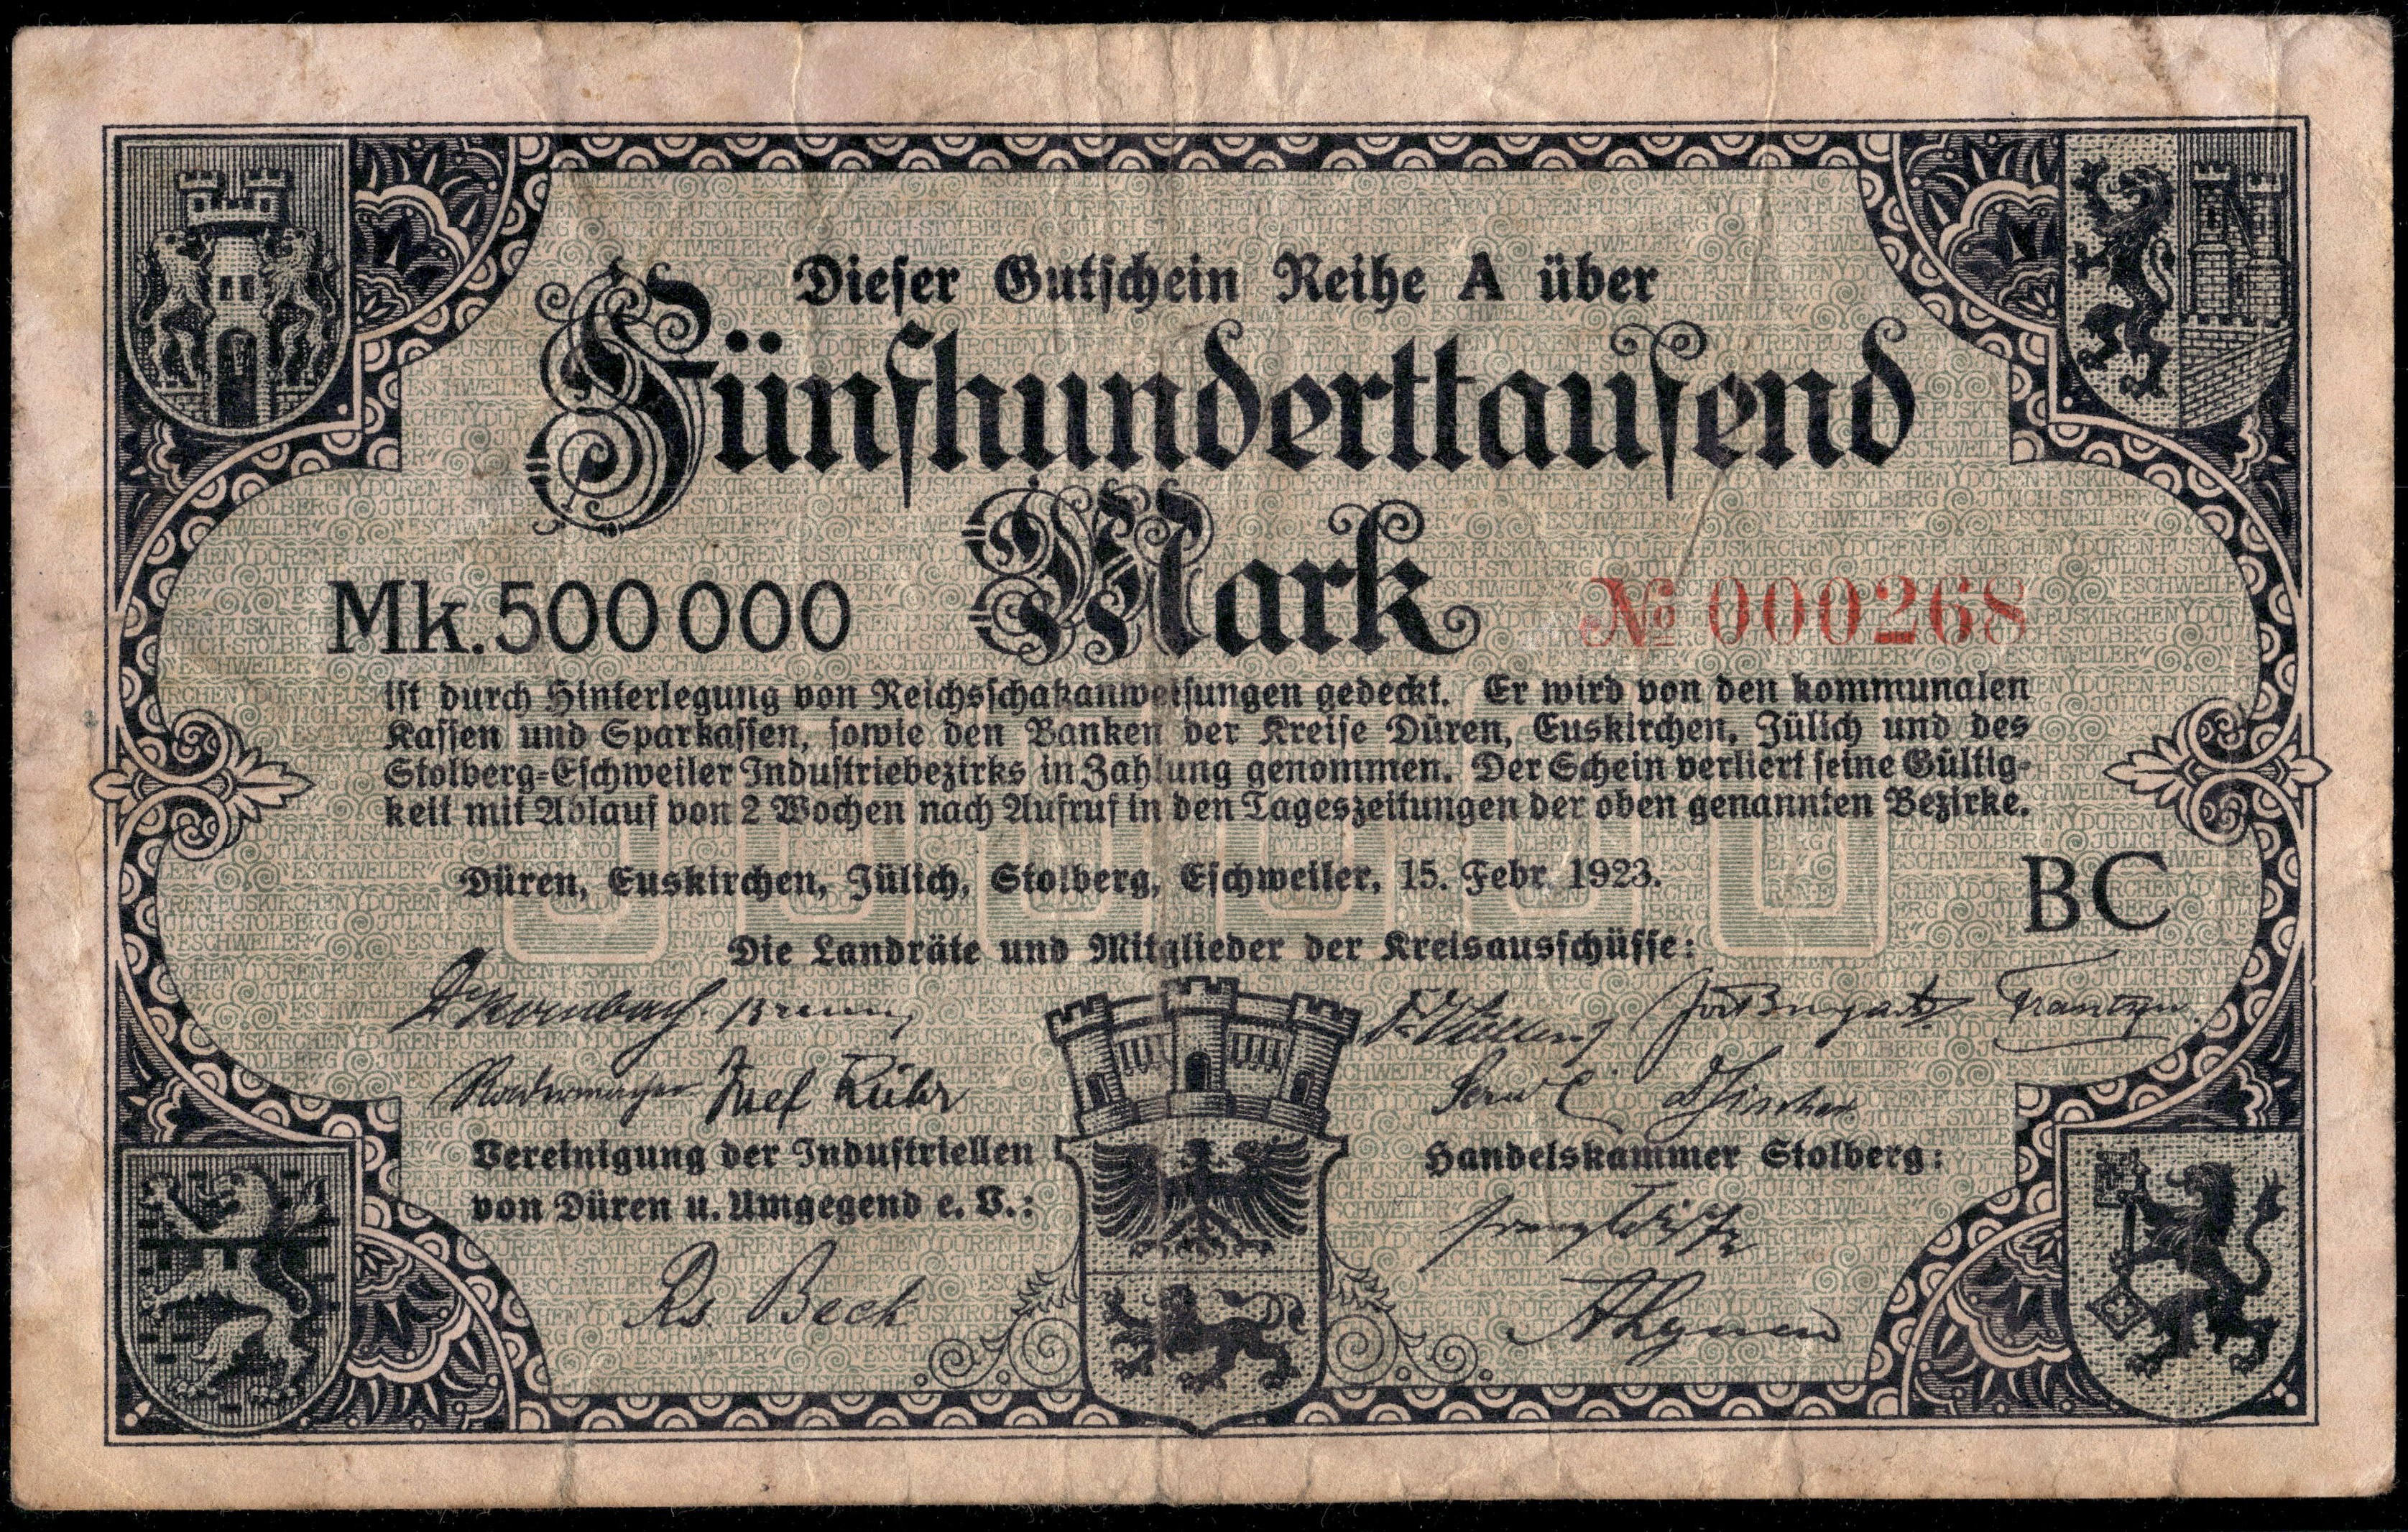 Dieser Gutschein Reihe A über
Fünfhunderttausend
Mark
Mk. 500 000
№ 000268
ist durch Hinterlegung von Reichsschatzanweisungen gedeckt. Er wird von den kommunalen
Kassen und Sparkassen, sowie den Banken der Kreise Düren, Euskirchen, Jülich und des
Stolberg-Eschweiler Industriebezirks in Zahlung genommen. Der Schein verliert seine Gültig-
keit mit Ablauf von 2 Wochen nach Aufruf in den Tageszeitungen der oben genannten Bezirke.
Düren, Euskirchen, Jülich, Stolberg, Eschweiler, 15. Febr. 1923.
BC
Die Landräte und Mitglieder der Kreisausschüsse:
Josef Rühr
Vereinigung der Industriellen
von Düren u. Umgegend e. V.:
Rs Beck
Handelskammer Stolberg: